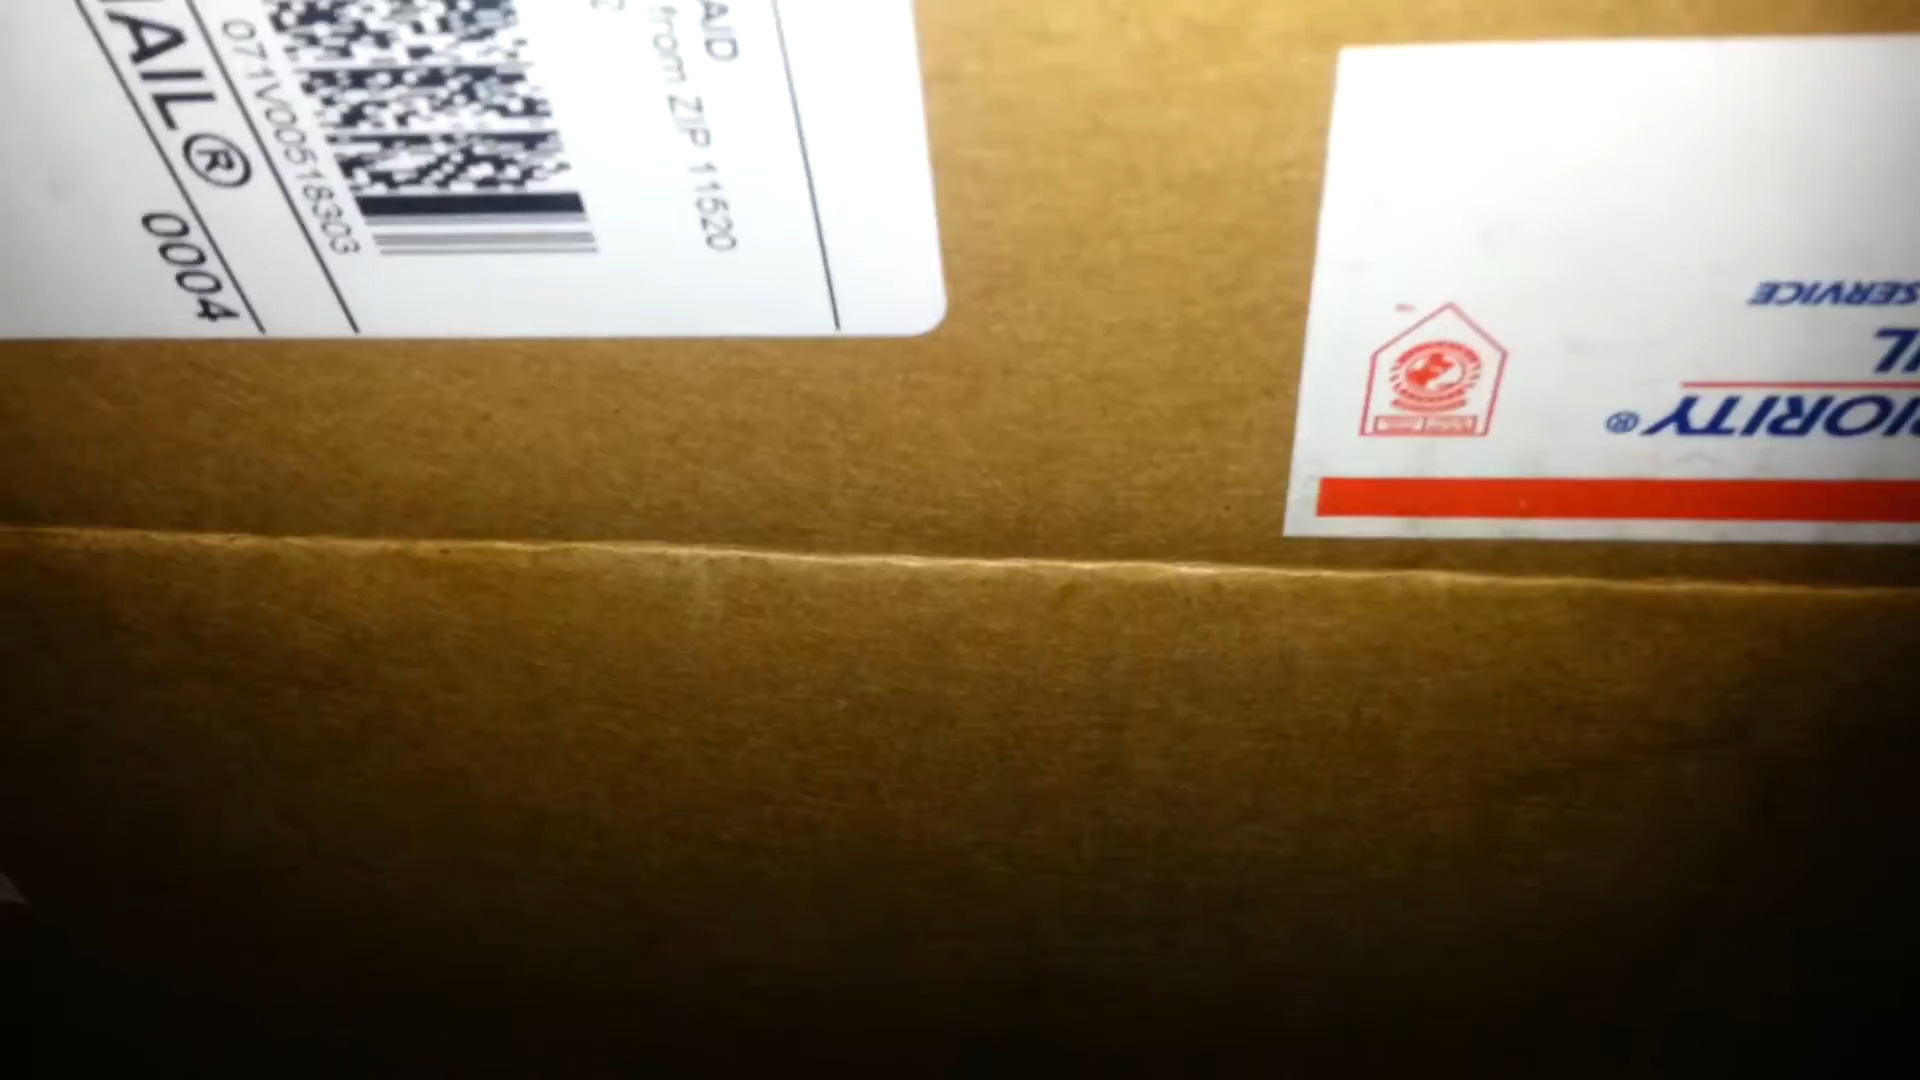 AID
from ZIP 11520
071V00518303
AIL®
0004
IORITY®
IL
SERVICE